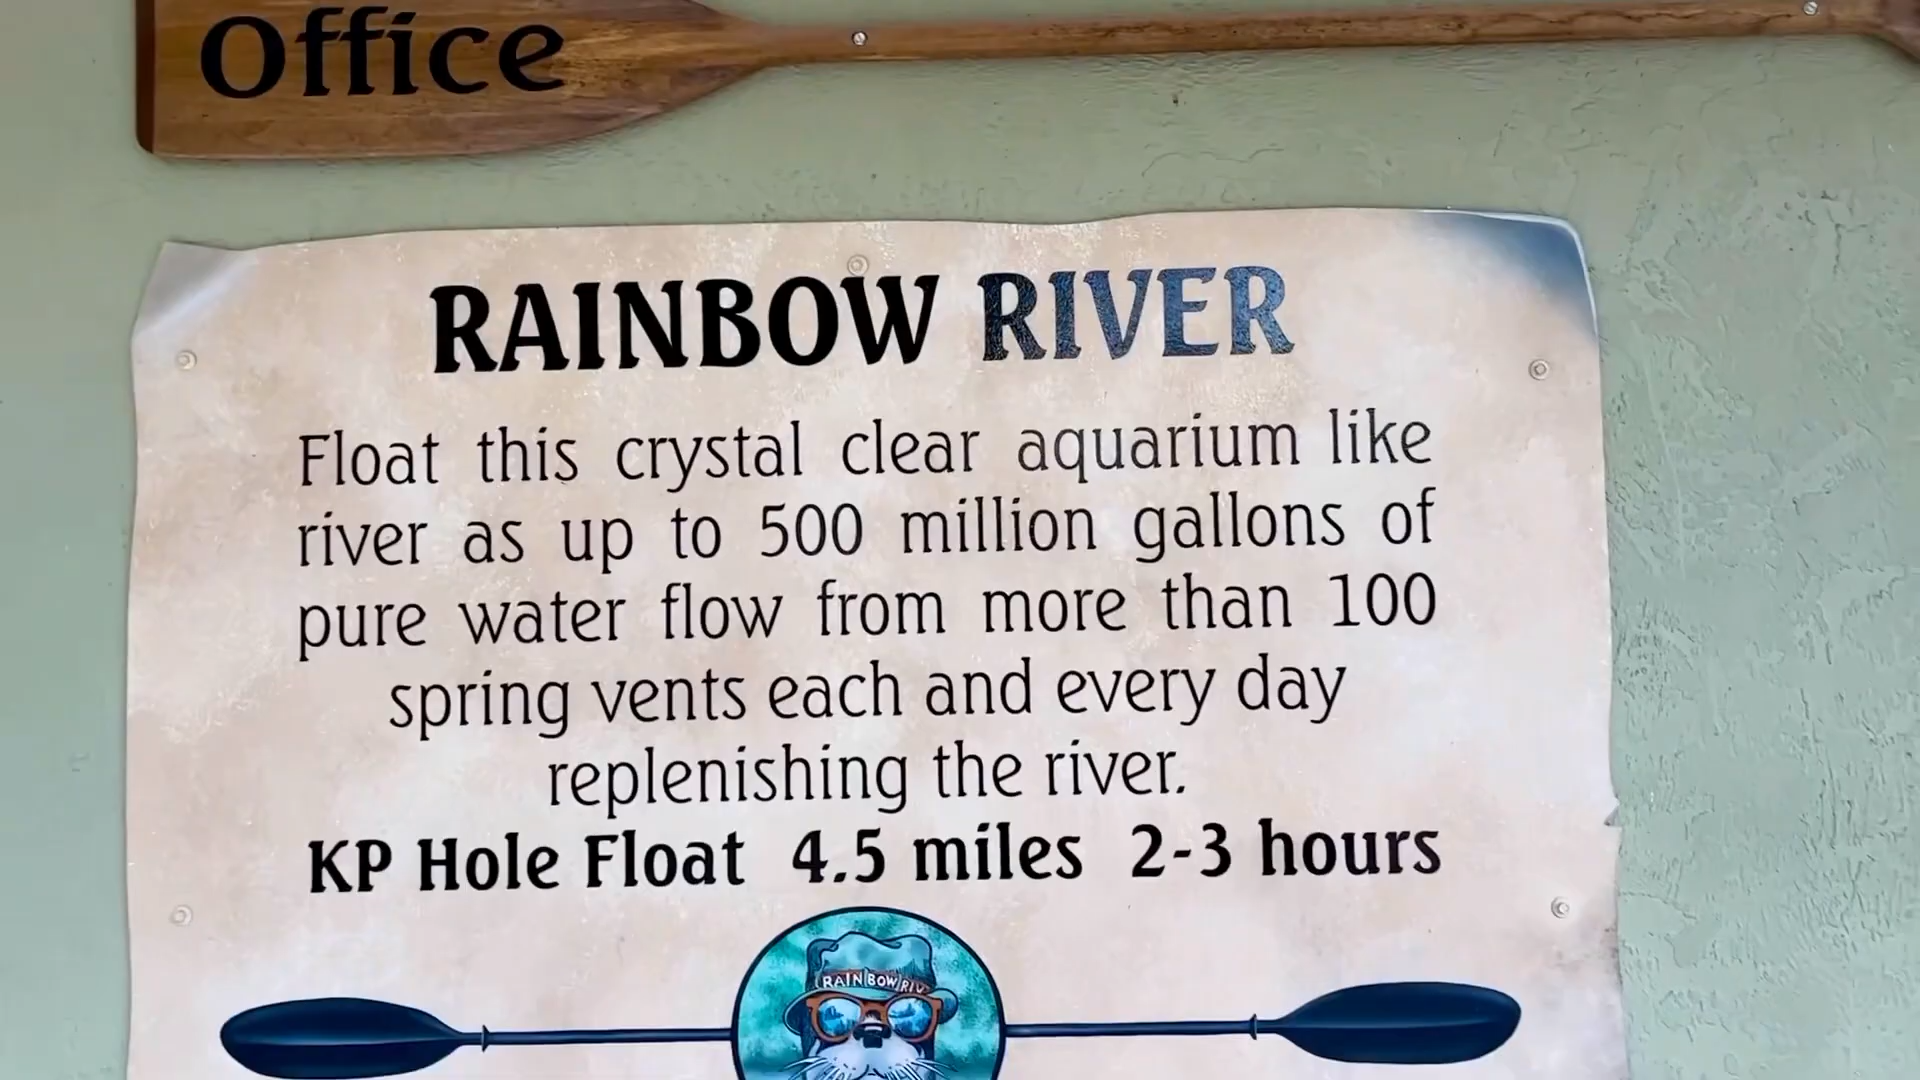 Office
RAINBOW RIVER
Float this crystal clear aquarium like
river as up to 500 million gallons of
pure water flow from more than 100
spring vents each and every day
replenishing the river.
KP Hole Float 4.5 miles 2-3 hours
RAINBOW RIV